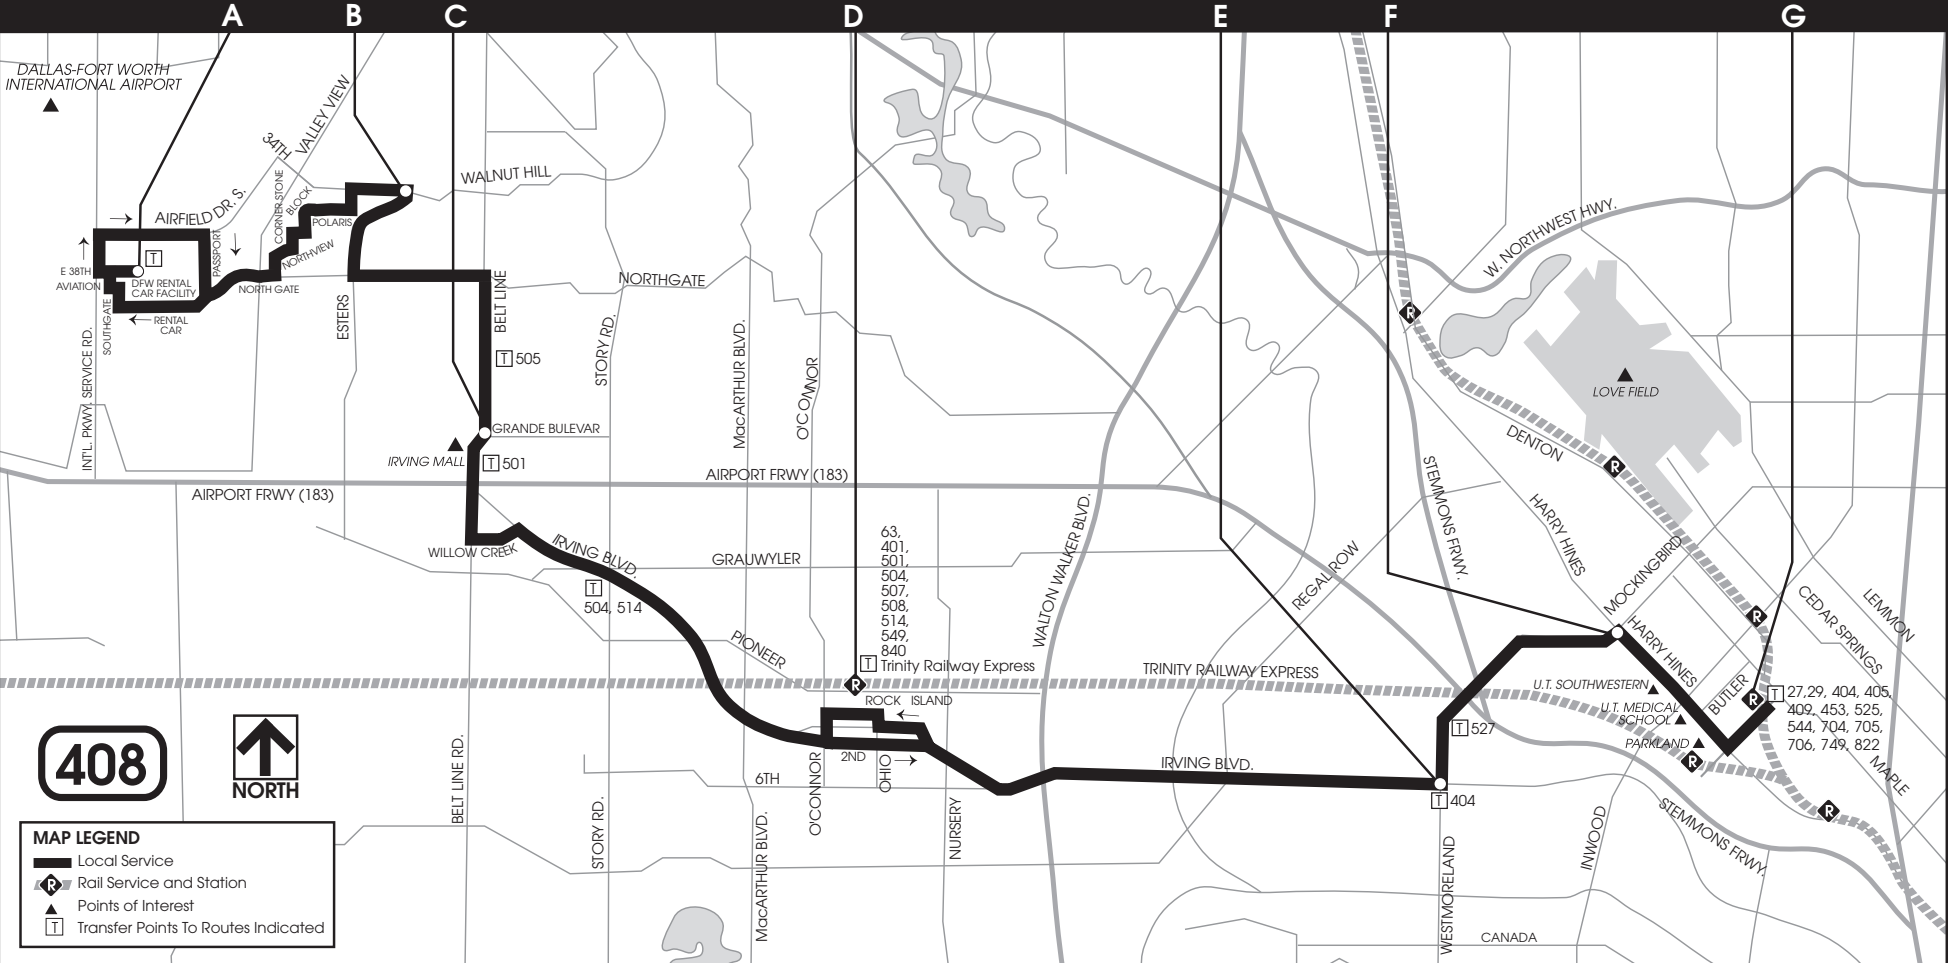 A B C D E F G
DALLAS-FORT WORTH
INTERNATIONAL AIRPORT
34TH
VALLEY VIEW
WALNUT HILL
AIRFIELD DR. S.
CORNER STONE
BLOCK
POLARIS
PASSPORT
NORTHVIEW
T
E 38TH
AVIATION
DFW RENTAL
CAR FACILITY
NORTH GATE
SOUTHGATE
RENTAL
CAR
INT'L. PKWY. SERVICE RD.
ESTERS
BELT LINE
NORTHGATE
T 505
STORY RD.
MacARTHUR BLVD.
O'CONNOR
GRANDE BULEVAR
IRVING MALL
T 501
AIRPORT FRWY (183)
AIRPORT FRWY (183)
WILLOW CREEK
IRVING BLVD.
GRAUWYLER
T
504, 514
PIONEER
63,
401,
501,
504,
507,
508,
514,
549,
840
T Trinity Railway Express
R
ROCK ISLAND
2ND
OHIO
O'CONNOR
6TH
NURSERY
WALTON WALKER BLVD.
TRINITY RAILWAY EXPRESS
IRVING BLVD.
REGAL ROW
STEMMONS FRWY.
W. NORTHWEST HWY.
R
LOVE FIELD
DENTON
R
HARRY HINES
MOCKINGBIRD
HARRY HINES
R
CEDAR SPRINGS
LEMMON
U.T. SOUTHWESTERN
U.T. MEDICAL
SCHOOL
PARKLAND
R
BUTLER
R
T 27,29, 404, 405,
409, 453, 525,
544, 704, 705,
706, 749, 822
MAPLE
R
T 527
T 404
STEMMONS FRWY.
INWOOD
WESTMORELAND
CANADA
BELT LINE RD.
STORY RD.
MacARTHUR BLVD.
408
NORTH
MAP LEGEND
Local Service
R Rail Service and Station
Points of Interest
T Transfer Points To Routes Indicated